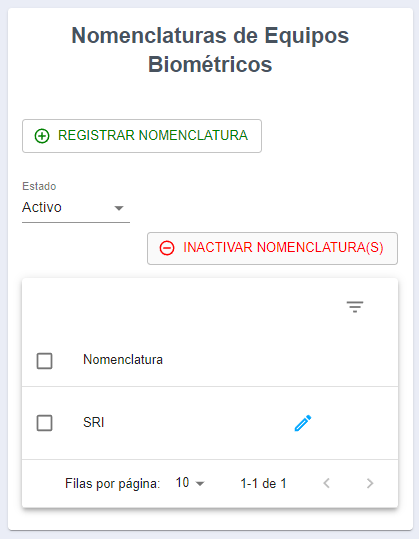 Nomenclaturas de Equipos
Biométricos
REGISTRAR NOMENCLATURA
Estado
Activo
INACTIVAR NOMENCLATURA(S)
Nomenclatura
SRI
Filas por página: 10 1-1 de 1